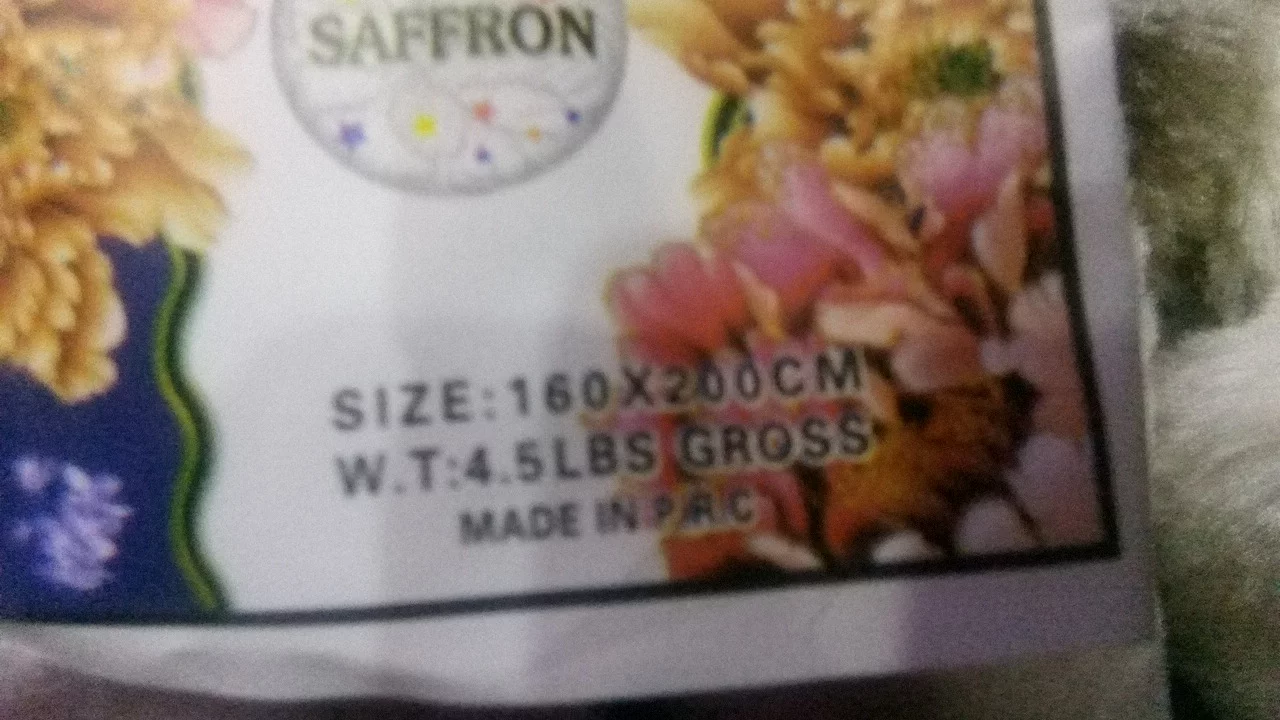 SAFFRON
SIZE:160X200CM
W.T:4.5LBS GROSS
MADE IN P.R.C